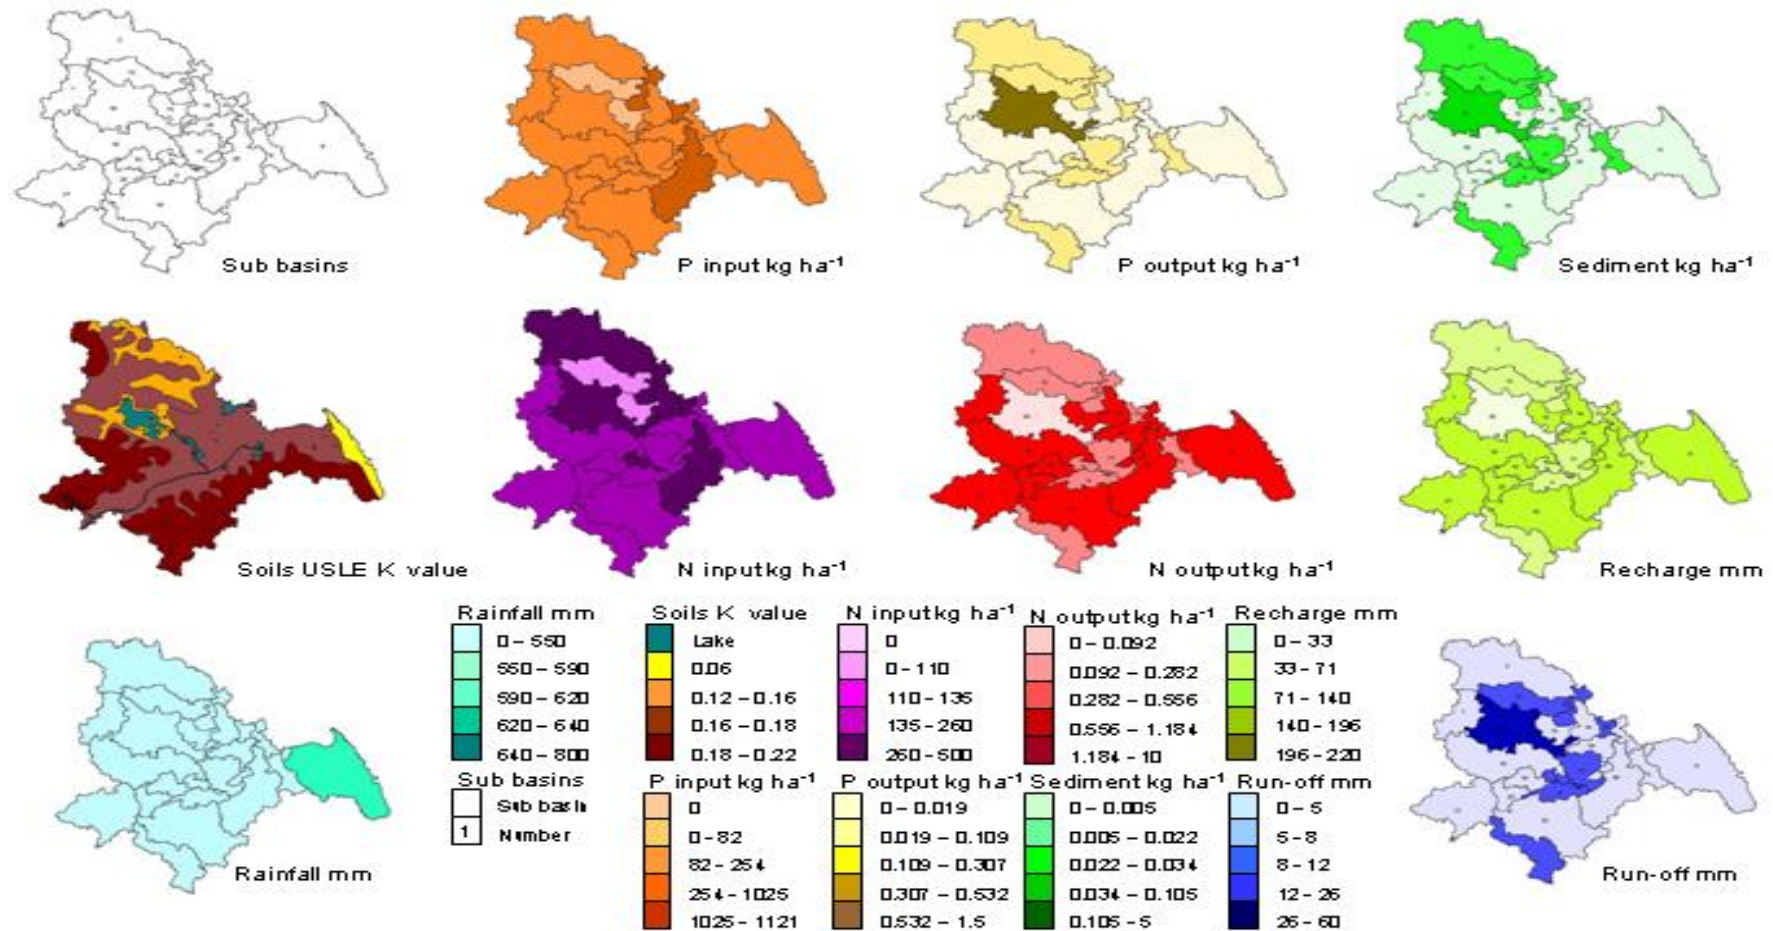 Sub basins
P input kg ha⁻¹
P output kg ha⁻¹
Sediment kg ha⁻¹
Soils USLE K value
N input kg ha⁻¹
N output kg ha⁻¹
Recharge mm
Rainfall mm
0 – 550
550 – 590
590 – 620
620 – 640
640 – 800
Soils K value
Lake
0.06
0.12 – 0.16
0.16 – 0.18
0.18 – 0.22
N input kg ha⁻¹
0
0 – 110
110 – 135
135 – 260
260 – 500
N output kg ha⁻¹
0 – 0.092
0.092 – 0.282
0.282 – 0.556
0.556 – 1.184
1.184 – 10
Recharge mm
0 – 33
33 – 71
71 – 140
140 – 196
196 – 220
Sub basins
Sub basin
1 Number
P input kg ha⁻¹
0
0 – 82
82 – 254
254 – 1025
1025 – 1121
P output kg ha⁻¹
0 – 0.019
0.019 – 0.109
0.109 – 0.307
0.307 – 0.532
0.532 – 1.5
Sediment kg ha⁻¹
0 – 0.005
0.005 – 0.022
0.022 – 0.034
0.034 – 0.105
0.105 – 5
Run-off mm
0 – 5
5 – 8
8 – 12
12 – 26
26 – 60
Rainfall mm
Run-off mm